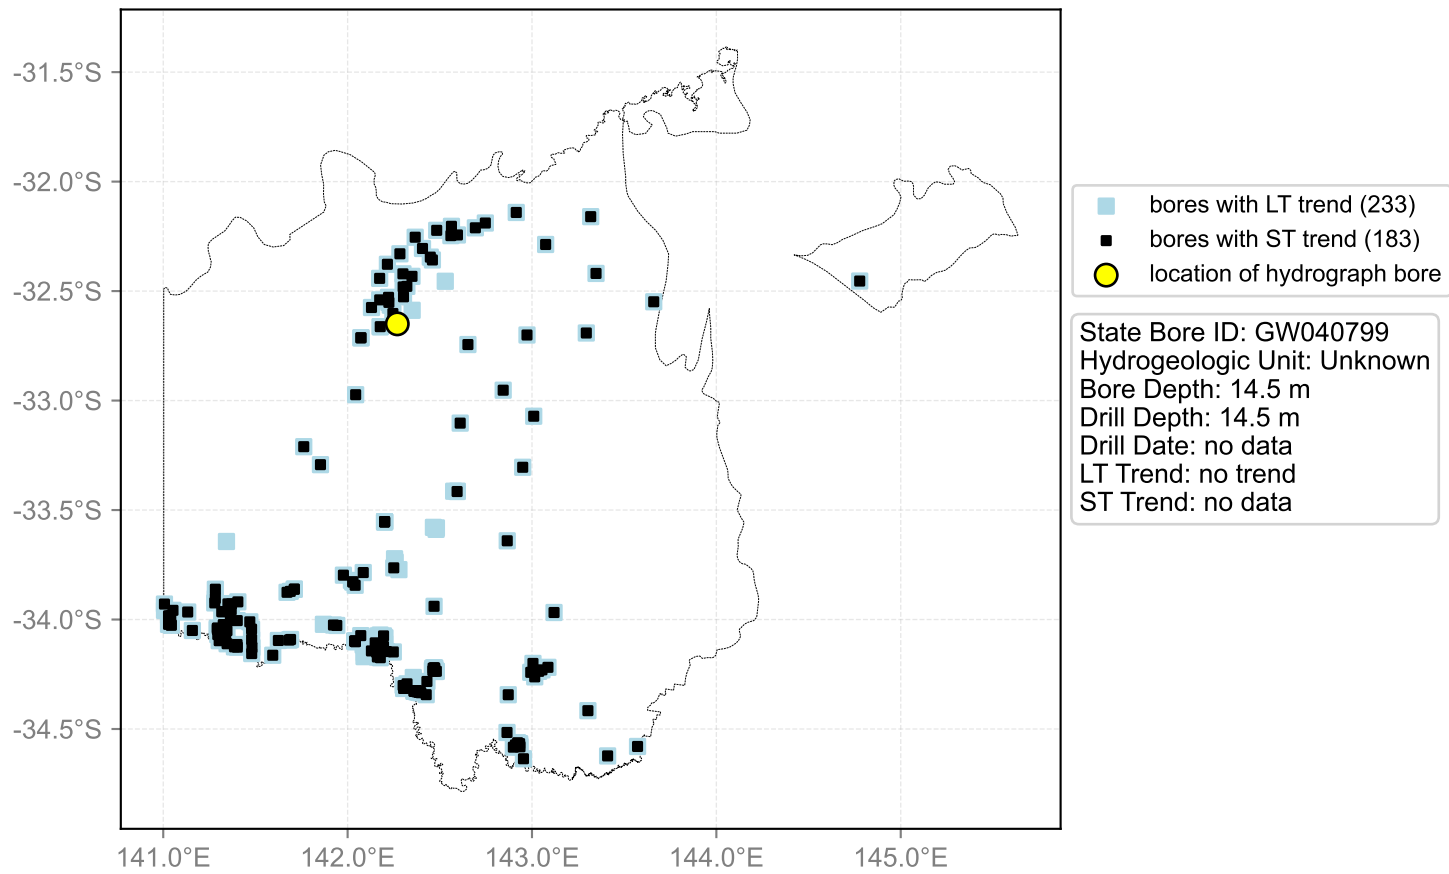 -31.5°S
-32.0°S
-32.5°S
-33.0°S
-33.5°S
-34.0°S
-34.5°S
141.0°E
142.0°E
143.0°E
144.0°E
145.0°E
bores with LT trend (233)
bores with ST trend (183)
location of hydrograph bore
State Bore ID: GW040799
Hydrogeologic Unit: Unknown
Bore Depth: 14.5 m
Drill Depth: 14.5 m
Drill Date: no data
LT Trend: no trend
ST Trend: no data